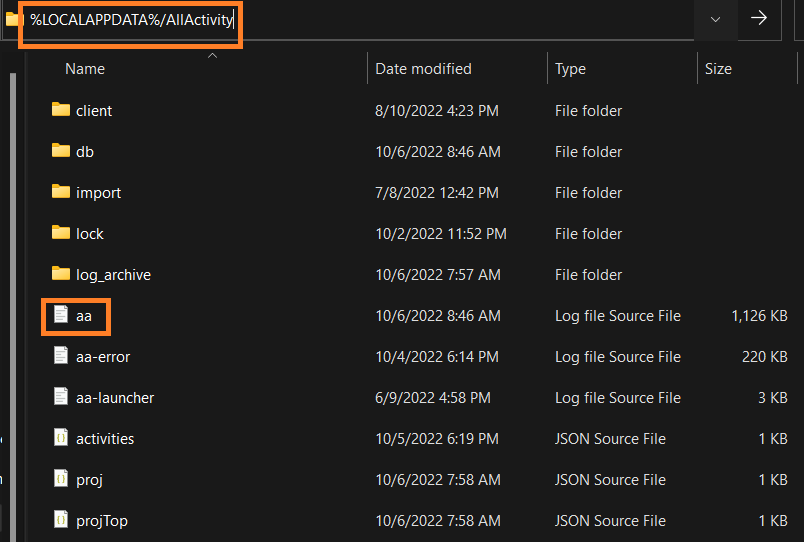 %LOCALAPPDATA%/AllActivity
Name Date modified Type Size
client 8/10/2022 4:23 PM File folder
db 10/6/2022 8:46 AM File folder
import 7/8/2022 12:42 PM File folder
lock 10/2/2022 11:52 PM File folder
log_archive 10/6/2022 7:57 AM File folder
aa 10/6/2022 8:46 AM Log file Source File 1,126 KB
aa-error 10/4/2022 6:14 PM Log file Source File 220 KB
aa-launcher 6/9/2022 4:58 PM Log file Source File 3 KB
activities 10/5/2022 6:19 PM JSON Source File 1 KB
proj 10/6/2022 7:58 AM JSON Source File 1 KB
projTop 10/6/2022 7:58 AM JSON Source File 1 KB